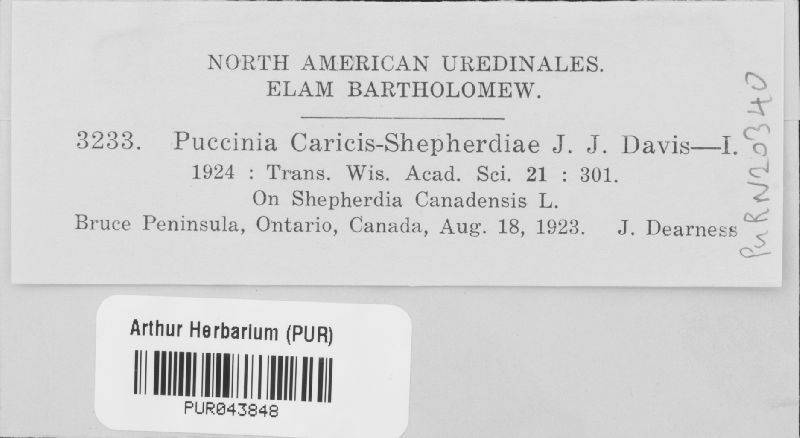 NORTH AMERICAN UREDINALES.
ELAM BARTHOLOMEW.
3233. Puccinia Caricis-Shepherdiae J. J. Davis—I.
1924 : Trans. Wis. Acad. Sci. 21 : 301.
On Shepherdia Canadensis L.
Bruce Peninsula, Ontario, Canada, Aug. 18, 1923. J. Dearness
PuRN20340
Arthur Herbarium (PUR)
PUR043848